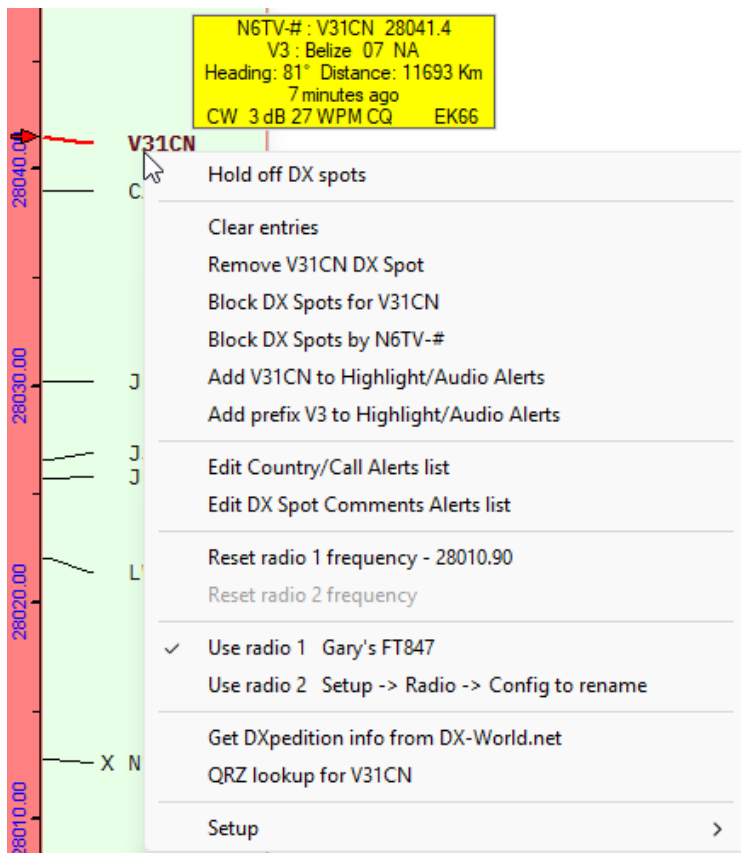 N6TV-# : V31CN 28041.4
V3 : Belize 07 NA
Heading: 81° Distance: 11693 Km
7 minutes ago
CW 3 dB 27 WPM CQ EK66
V31CN
28040.00
Hold off DX spots
Clear entries
Remove V31CN DX Spot
Block DX Spots for V31CN
Block DX Spots by N6TV-#
28030.00
Add V31CN to Highlight/Audio Alerts
Add prefix V3 to Highlight/Audio Alerts
Edit Country/Call Alerts list
Edit DX Spot Comments Alerts list
Reset radio 1 frequency - 28010.90
28020.00
Reset radio 2 frequency
Use radio 1 Gary's FT847
Use radio 2 Setup -> Radio -> Config to rename
Get DXpedition info from DX-World.net
X N
QRZ lookup for V31CN
28010.00
Setup